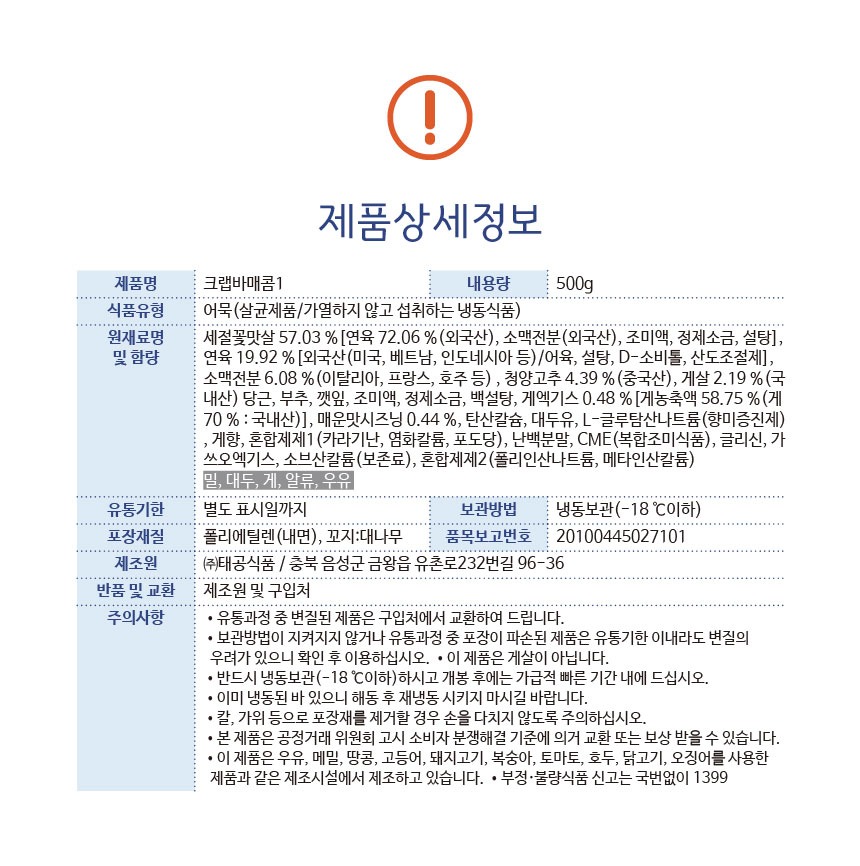 제품상세정보
제품명 크랩바매콤1 내용량 500g
식품유형 어묵(살균제품/가열하지 않고 섭취하는 냉동식품)
원재료명 및 함량 세절꽃맛살 57.03 %[연육 72.06 %(외국산), 소맥전분(외국산), 조미액, 정제소금, 설탕],
연육 19.92 %[외국산(미국, 베트남, 인도네시아 등)/어육, 설탕, D-소비톨, 산도조절제],
소맥전분 6.08 %(이탈리아, 프랑스, 호주 등) , 청양고추 4.39 %(중국산), 게살 2.19 %(국
내산) 당근, 부추, 깻잎, 조미액, 정제소금, 백설탕, 게엑기스 0.48 %[게농축액 58.75 %(게
70 % : 국내산)], 매운맛시즈닝 0.44 %, 탄산칼슘, 대두유, L-글루탐산나트륨(향미증진제)
, 게향, 혼합제제1(카라기난, 염화칼륨, 포도당), 난백분말, CME(복합조미식품), 글리신, 가
쓰오엑기스, 소브산칼륨(보존료), 혼합제제2(폴리인산나트륨, 메타인산칼륨)
밀, 대두, 게, 알류, 우유
유통기한 별도 표시일까지 보관방법 냉동보관(-18 ℃이하)
포장재질 폴리에틸렌(내면), 꼬지:대나무 품목보고번호 20100445027101
제조원 ㈜태공식품 / 충북 음성군 금왕읍 유촌로232번길 96-36
반품 및 교환 제조원 및 구입처
주의사항 • 유통과정 중 변질된 제품은 구입처에서 교환하여 드립니다.
• 보관방법이 지켜지지 않거나 유통과정 중 포장이 파손된 제품은 유통기한 이내라도 변질의
우려가 있으니 확인 후 이용하십시오. • 이 제품은 게살이 아닙니다.
• 반드시 냉동보관(-18 ℃이하)하시고 개봉 후에는 가급적 빠른 기간 내에 드십시오.
• 이미 냉동된 바 있으니 해동 후 재냉동 시키지 마시길 바랍니다.
• 칼, 가위 등으로 포장재를 제거할 경우 손을 다치지 않도록 주의하십시오.
• 본 제품은 공정거래 위원회 고시 소비자 분쟁해결 기준에 의거 교환 또는 보상 받을 수 있습니다.
• 이 제품은 우유, 메밀, 땅콩, 고등어, 돼지고기, 복숭아, 토마토, 호두, 닭고기, 오징어를 사용한
제품과 같은 제조시설에서 제조하고 있습니다. • 부정·불량식품 신고는 국번없이 1399